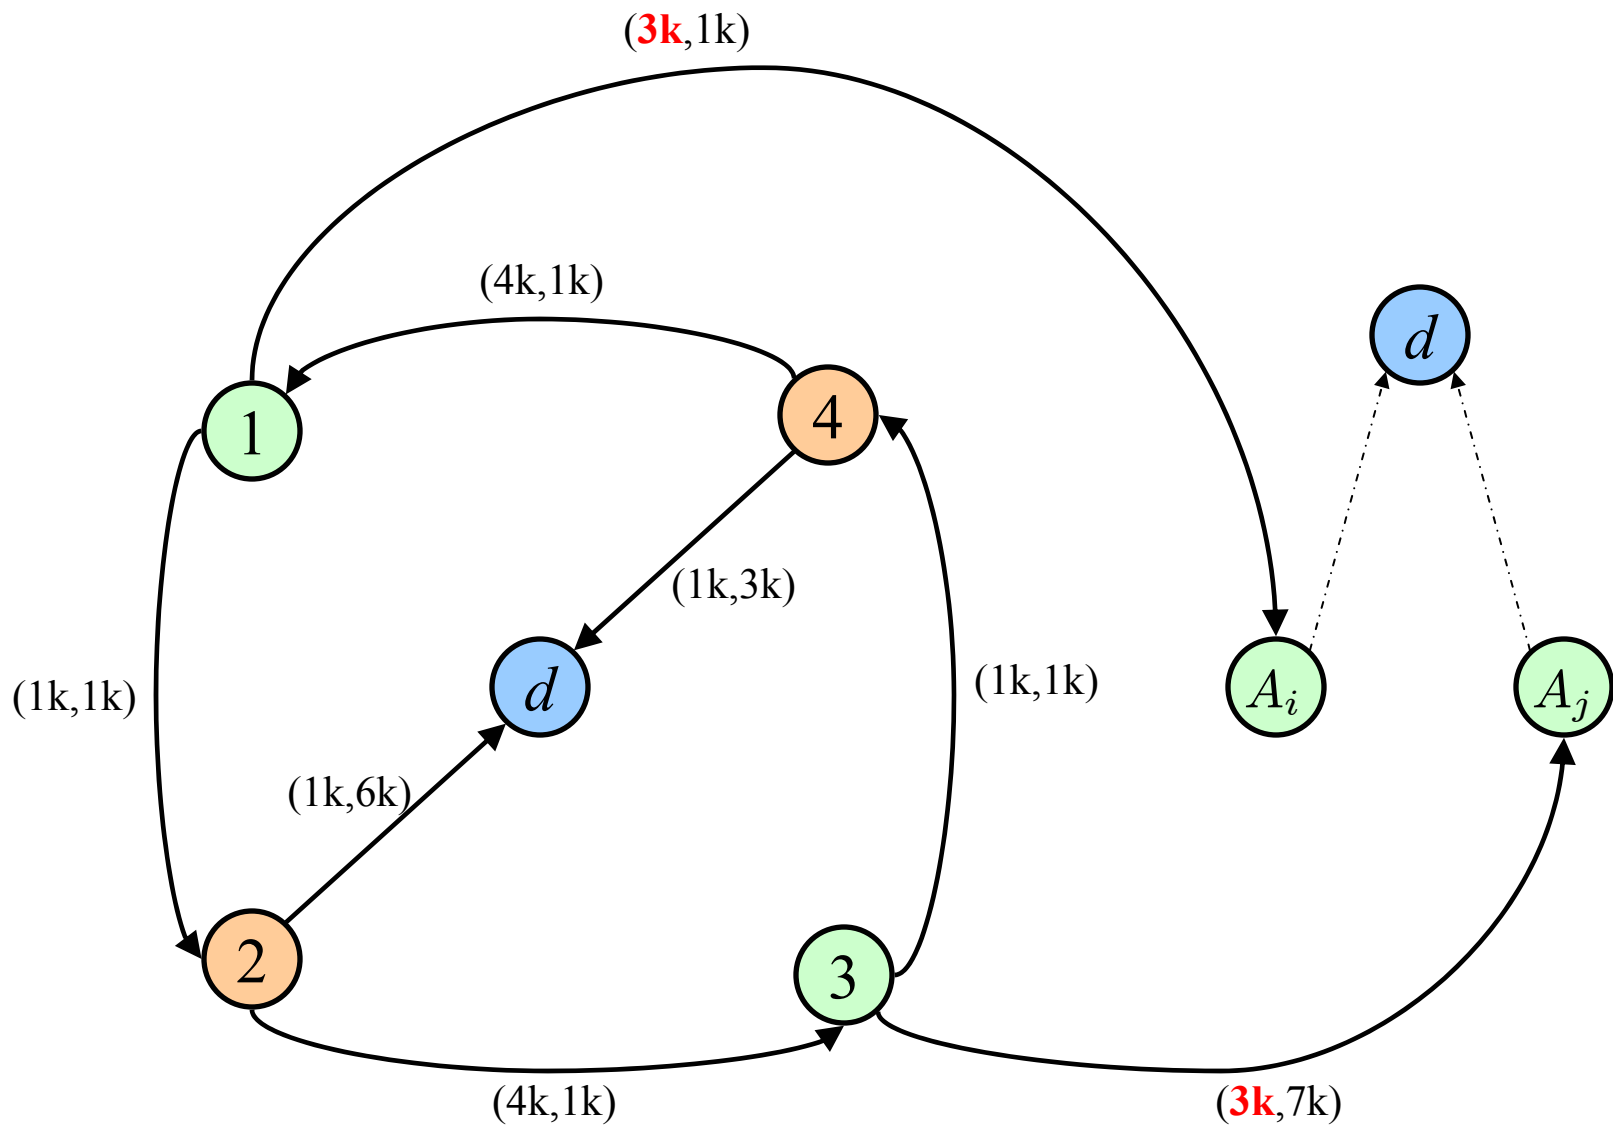 (3k,1k)
(4k,1k)
d
1
4
(1k,3k)
(1k,1k)
d
(1k,1k)
A_i
A_j
(1k,6k)
2
3
(4k,1k)
(3k,7k)